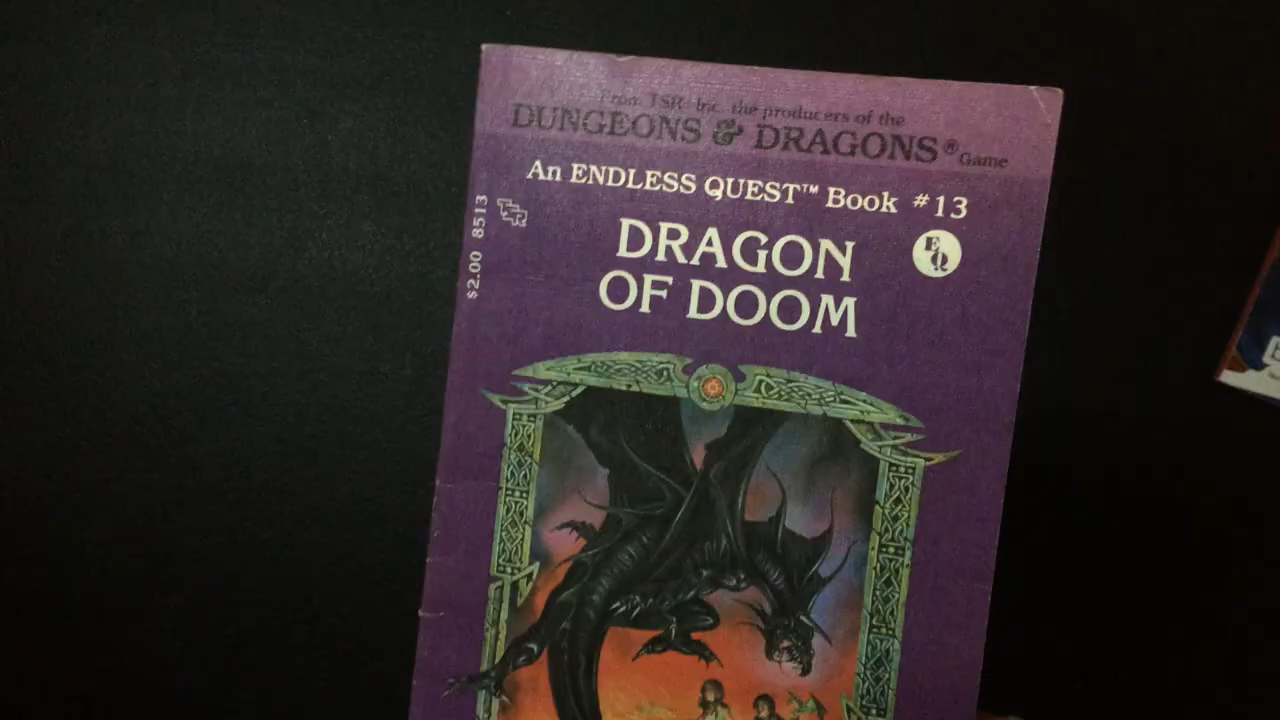 From TSR, Inc. the producers of the
DUNGEONS & DRAGONS® Game
An ENDLESS QUEST™ Book #13
TSR
EQ
DRAGON
OF DOOM
$2.00 8513